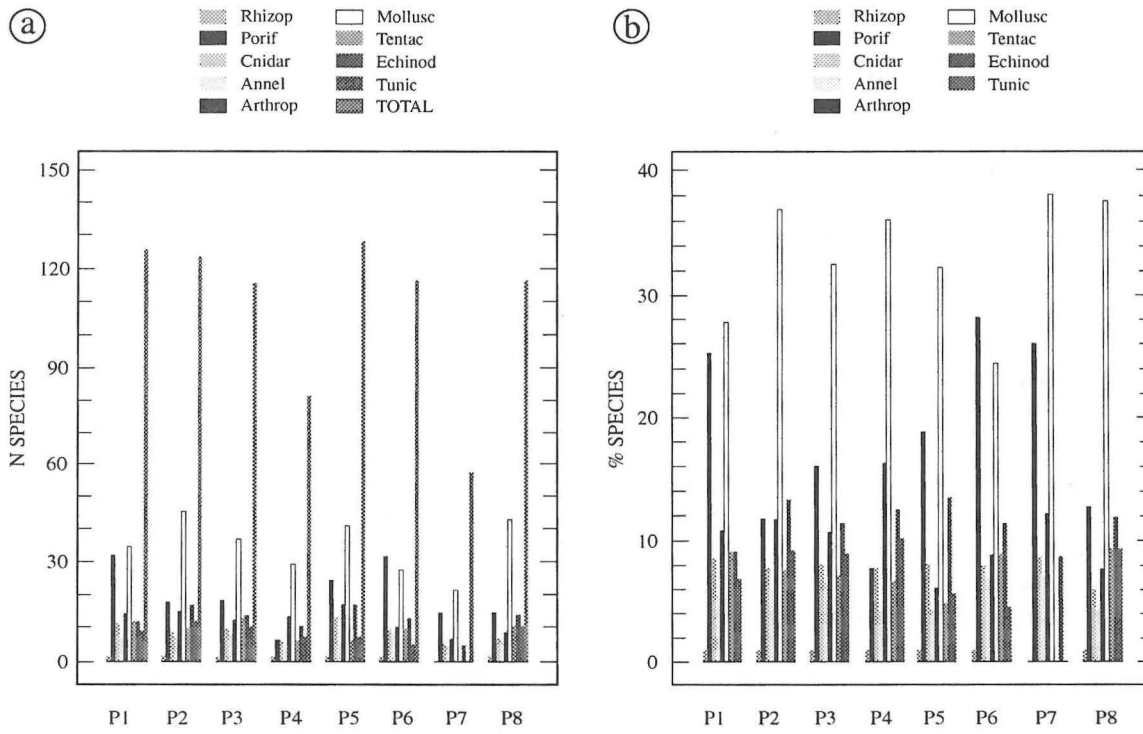 a
Rhizop Mollusc
Porif Tentac
Cnidar Echinod
Annel Tunic
Arthrop TOTAL
N SPECIES
150
120
90
60
30
0
P1 P2 P3 P4 P5 P6 P7 P8
b
Rhizop Mollusc
Porif Tentac
Cnidar Echinod
Annel Tunic
Arthrop
% SPECIES
40
30
20
10
0
P1 P2 P3 P4 P5 P6 P7 P8